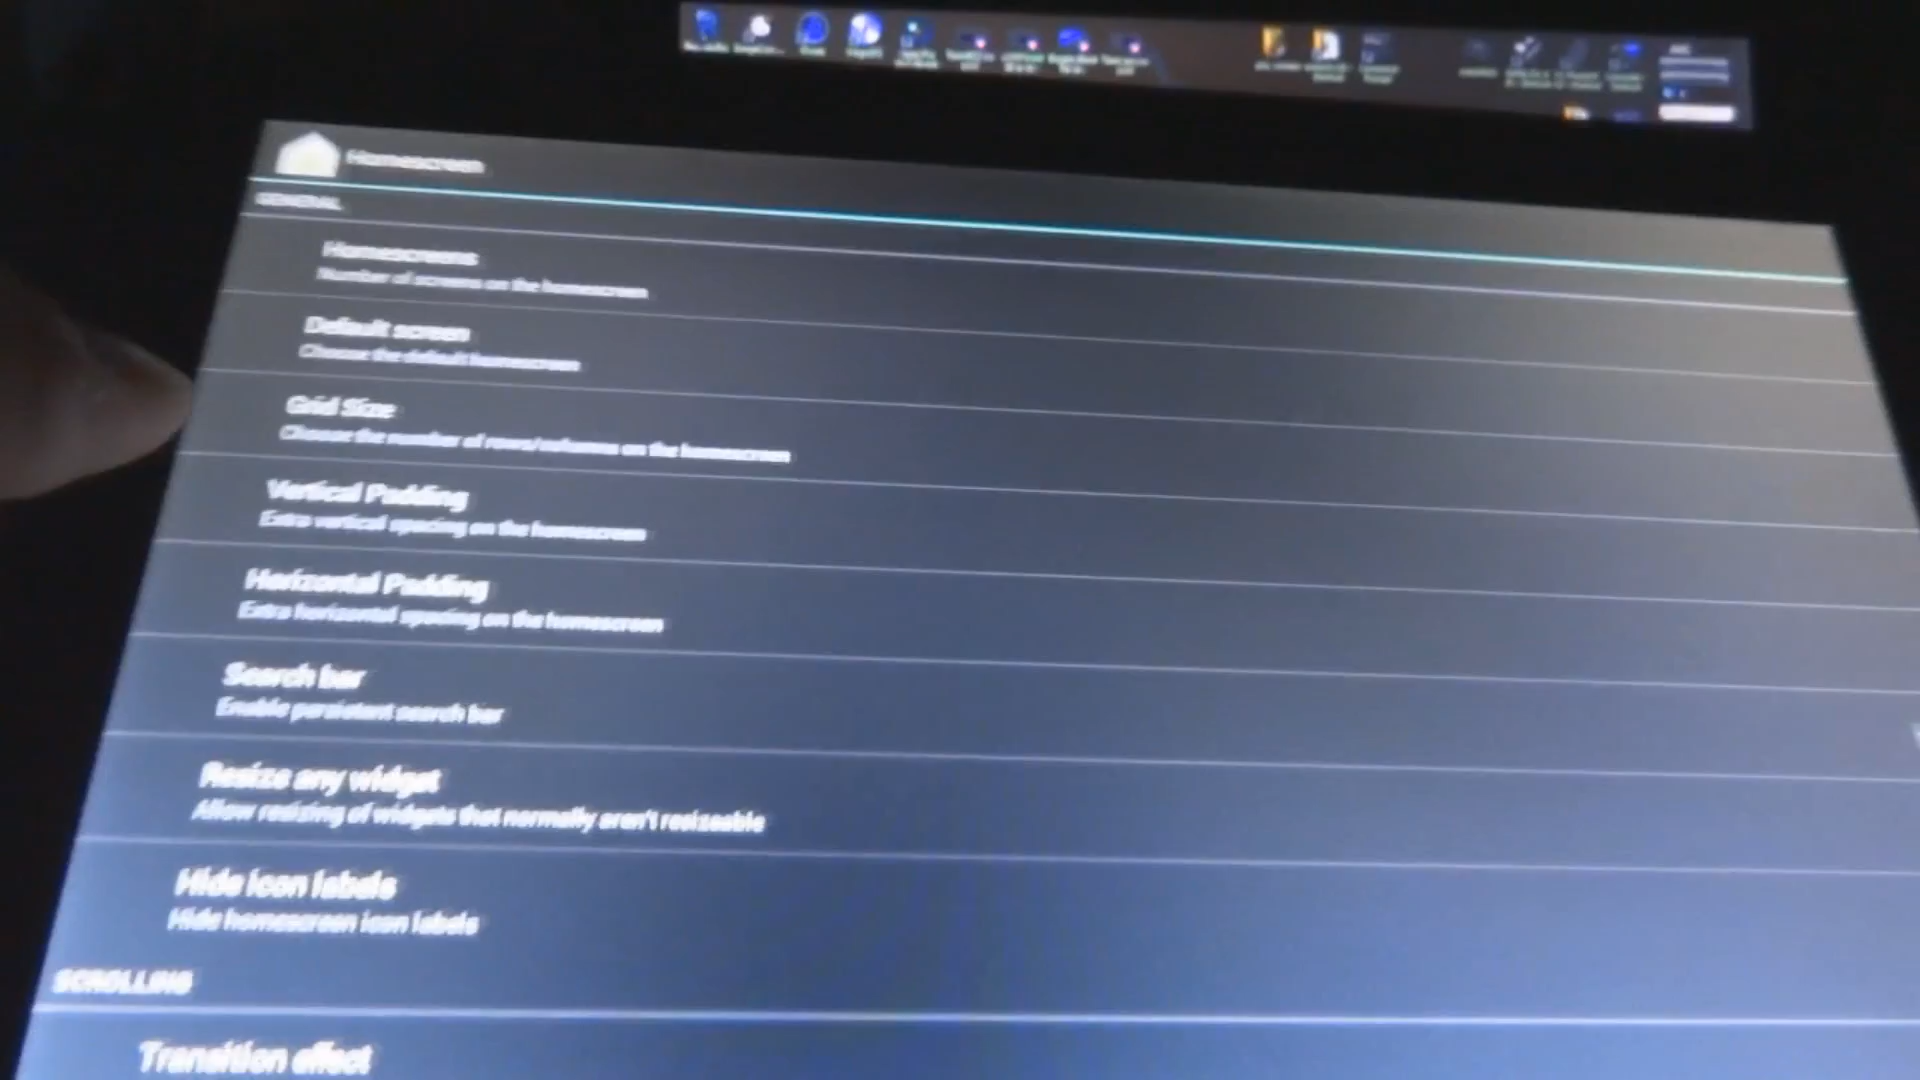 Homescreen
GENERAL
Homescreens
Number of screens on the homescreen
Default screen
Choose the default homescreen
Grid Size
Choose the number of rows/columns on the homescreen
Vertical Padding
Extra vertical spacing on the homescreen
Horizontal Padding
Extra horizontal spacing on the homescreen
Search bar
Enable persistent search bar
Resize any widget
Allow resizing of widgets that normally aren't resizeable
Hide icon labels
Hide homescreen icon labels
SCROLLING
Transition effect